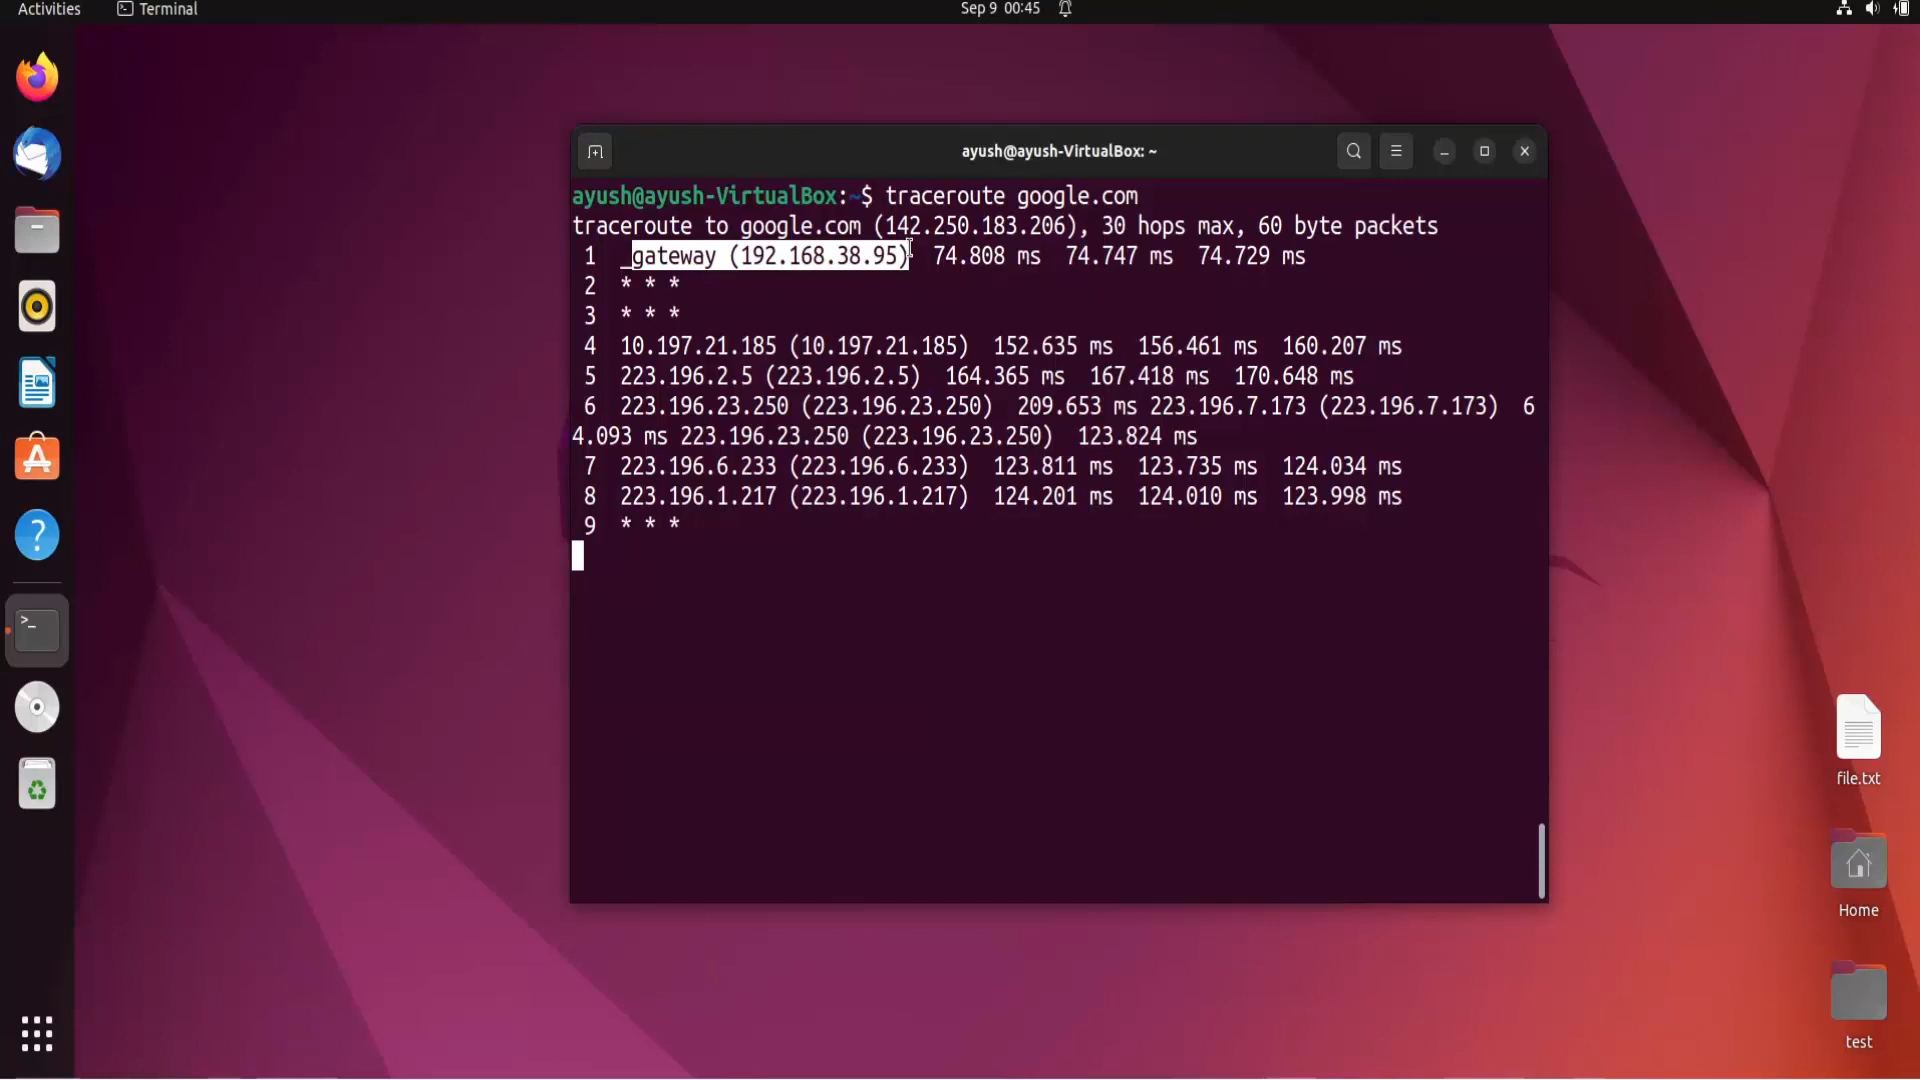 Activities Terminal Sep 9 00:45
ayush@ayush-VirtualBox: ~
ayush@ayush-VirtualBox:~$ traceroute google.com
traceroute to google.com (142.250.183.206), 30 hops max, 60 byte packets
1 _gateway (192.168.38.95) 74.808 ms 74.747 ms 74.729 ms
2 * * *
3 * * *
4 10.197.21.185 (10.197.21.185) 152.635 ms 156.461 ms 160.207 ms
5 223.196.2.5 (223.196.2.5) 164.365 ms 167.418 ms 170.648 ms
6 223.196.23.250 (223.196.23.250) 209.653 ms 223.196.7.173 (223.196.7.173) 6
4.093 ms 223.196.23.250 (223.196.23.250) 123.824 ms
7 223.196.6.233 (223.196.6.233) 123.811 ms 123.735 ms 124.034 ms
8 223.196.1.217 (223.196.1.217) 124.201 ms 124.010 ms 123.998 ms
9 * * *
file.txt
Home
test